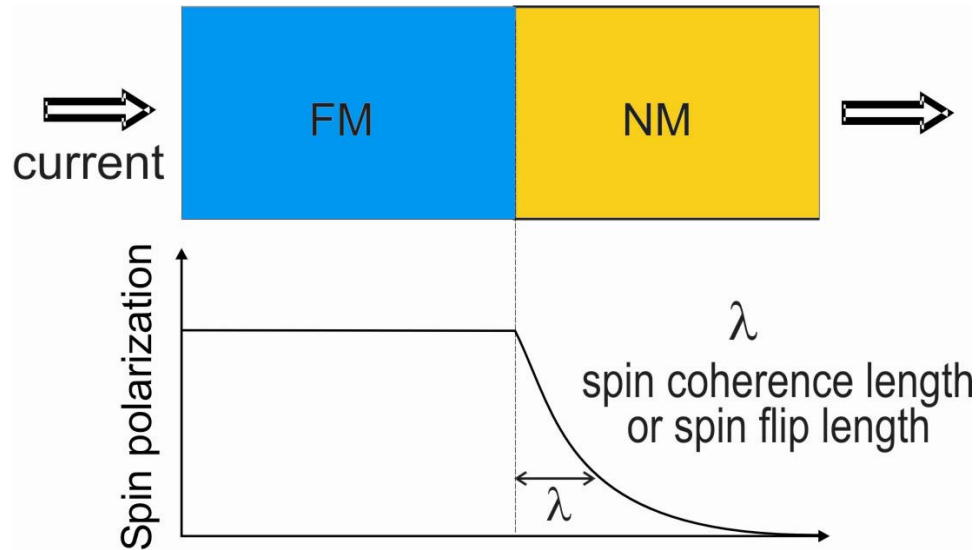 FM
NM
current
Spin polarization
λ
spin coherence length
or spin flip length
λ